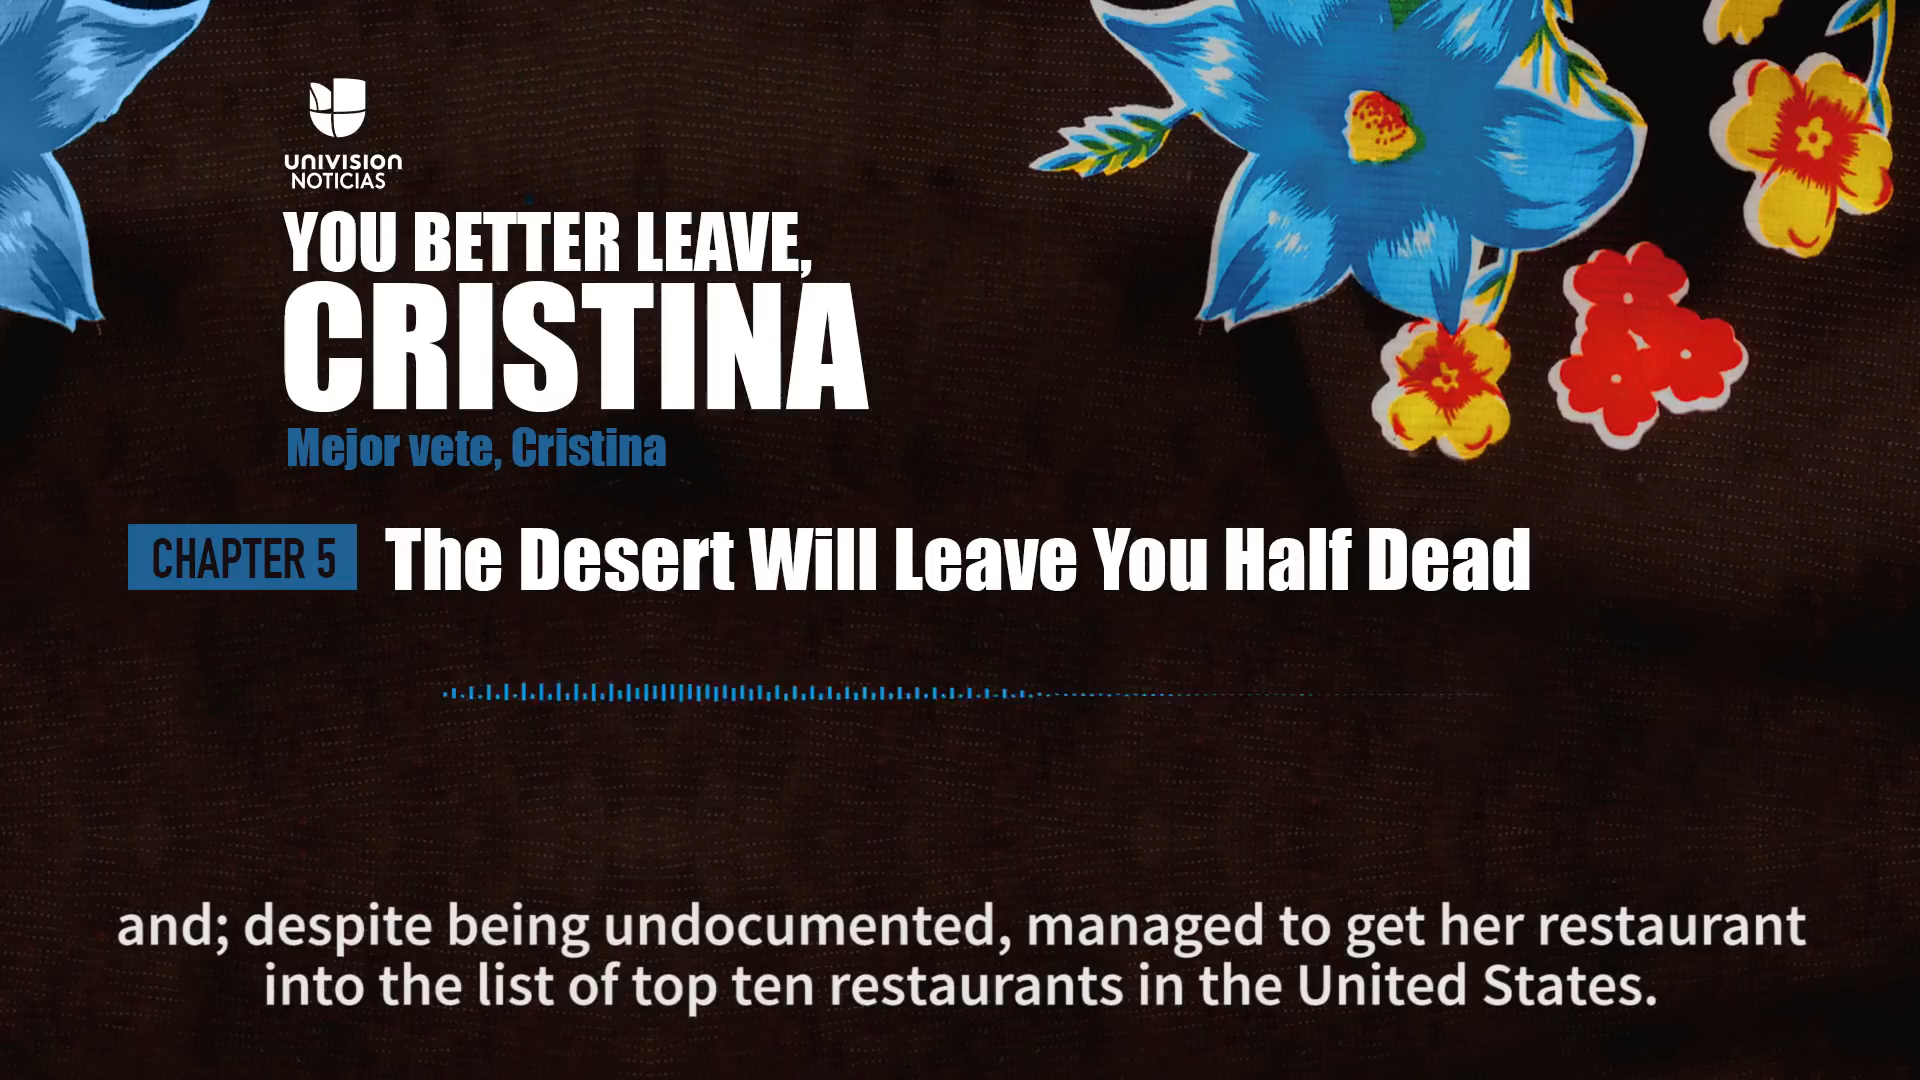 UNIVISION
NOTICIAS
YOU BETTER LEAVE,
CRISTINA
Mejor vete, Cristina
CHAPTER 5 The Desert Will Leave You Half Dead
and; despite being undocumented, managed to get her restaurant
into the list of top ten restaurants in the United States.